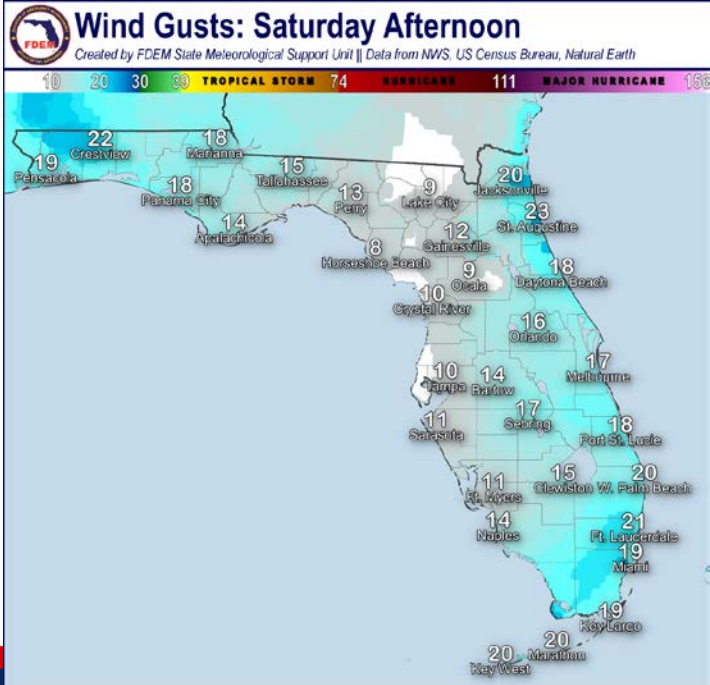 Wind Gusts: Saturday Afternoon
Created by FDEM State Meteorological Support Unit || Data from NWS, US Census Bureau, Natural Earth
FDEM
10 20 30 39 TROPICAL STORM 74 HURRICANE 111 MAJOR HURRICANE 156
22
Crestview
18
Marianna
19
Pensacola
15
Tallahassee
20
Jacksonville
18
Panama City
13
Perry
9
Lake City
14
Apalachicola
23
St. Augustine
12
Gainesville
8
Horseshoe Beach
9
Ocala
18
Daytona Beach
10
Crystal River
16
Orlando
17
Melbourne
10
Tampa
14
Bartow
11
Sarasota
17
Sebring
18
Port St. Lucie
11
Ft. Myers
15
Clewiston
20
W. Palm Beach
14
Naples
21
Ft. Lauderdale
19
Miami
19
Key Largo
20
Marathon
20
Key West